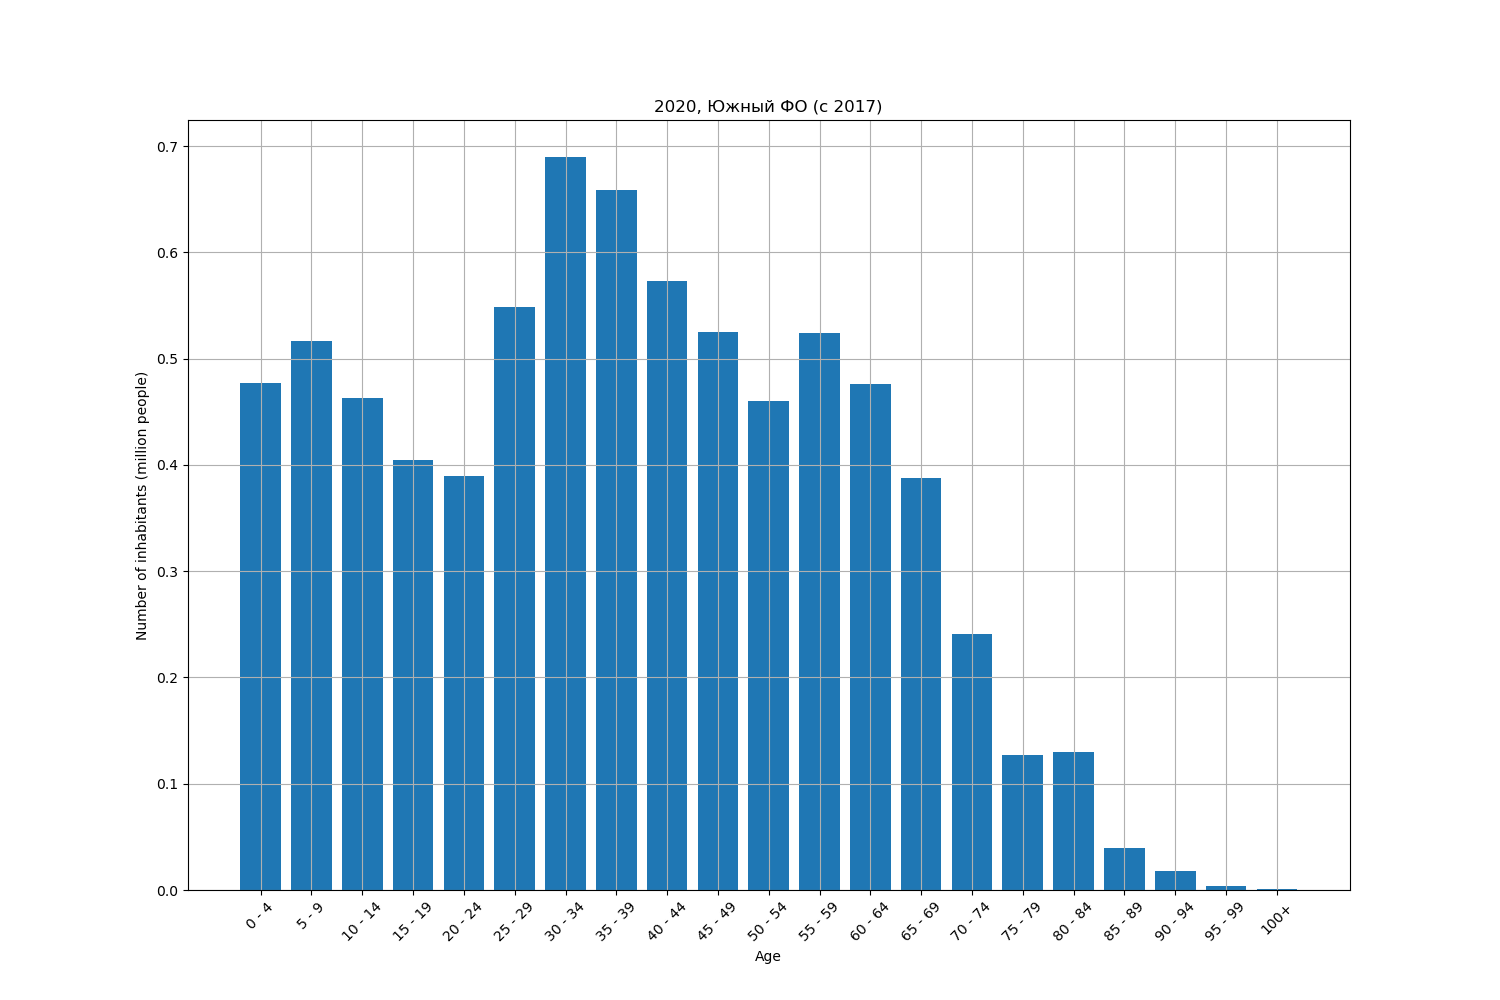 2020, Южный ФО (с 2017)
Number of inhabitants (million people)
0.7
0.6
0.5
0.4
0.3
0.2
0.1
0.0
0 - 4
5 - 9
10 - 14
15 - 19
20 - 24
25 - 29
30 - 34
35 - 39
40 - 44
45 - 49
50 - 54
55 - 59
60 - 64
65 - 69
70 - 74
75 - 79
80 - 84
85 - 89
90 - 94
95 - 99
100+
Age